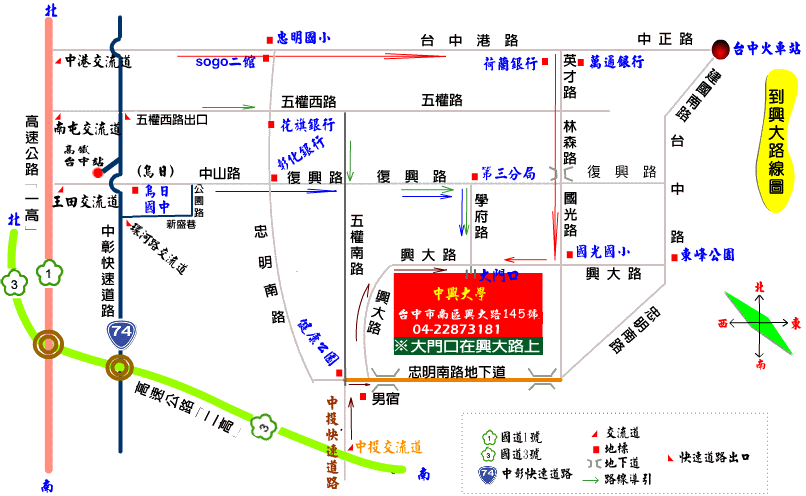 北
忠明國小
台中港路
中正路
sogo二館
荷蘭銀行
英才路
萬通銀行
台中火車站
中港交流道
建國南路
到興大路線圖
五權西路
五權路
南屯交流道
五權西路出口
花旗銀行
林森路
台中路
高速公路「一高」
高鐵
台中站
彰化銀行
(烏日)
中山路
復興路
復興路
第三分局
復興路
王田交流道
烏日
國中
公園路
新盛巷
學府路
國光路
北
環河路交流道
中彰快速道路
忠明南路
五權南路
興大路
國光國小
東峰公園
大門口
興大路
3
1
興大路
中興大學
台中市南區興大路145號
04-22873181
※大門口在興大路上
北
西
東
南
74
健康公園
忠明南路
忠明南路地下道
高速公路「二高」
男宿
中投快速道路
3
中投交流道
南
南
1 國道1號
3 國道3號
74 中彰快速道路
交流道
地標
地下道
路線導引
快速道路出口